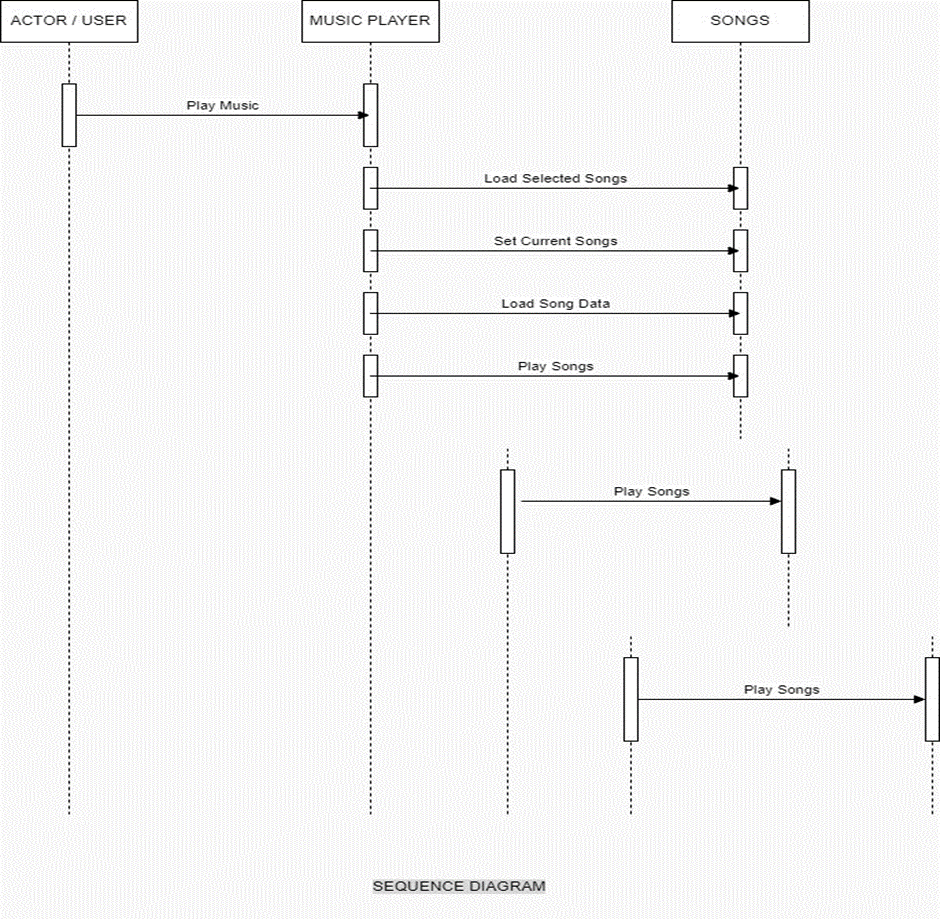 ACTOR / USER
MUSIC PLAYER
SONGS
Play Music
Load Selected Songs
Set Current Songs
Load Song Data
Play Songs
Play Songs
Play Songs
SEQUENCE DIAGRAM